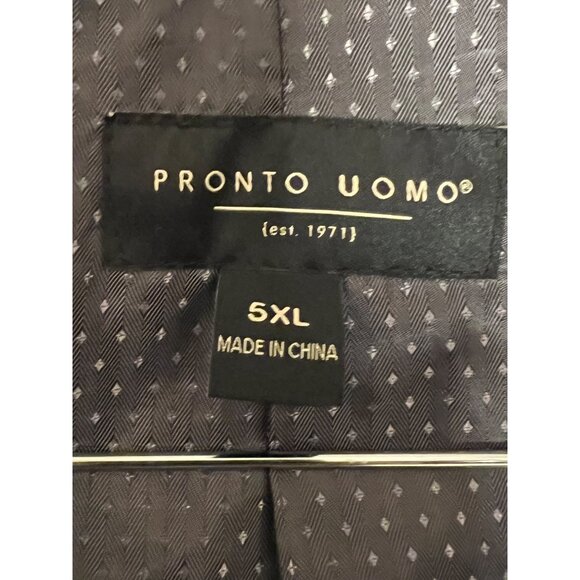 PRONTO UOMO®
{est. 1971}
5XL
MADE IN CHINA